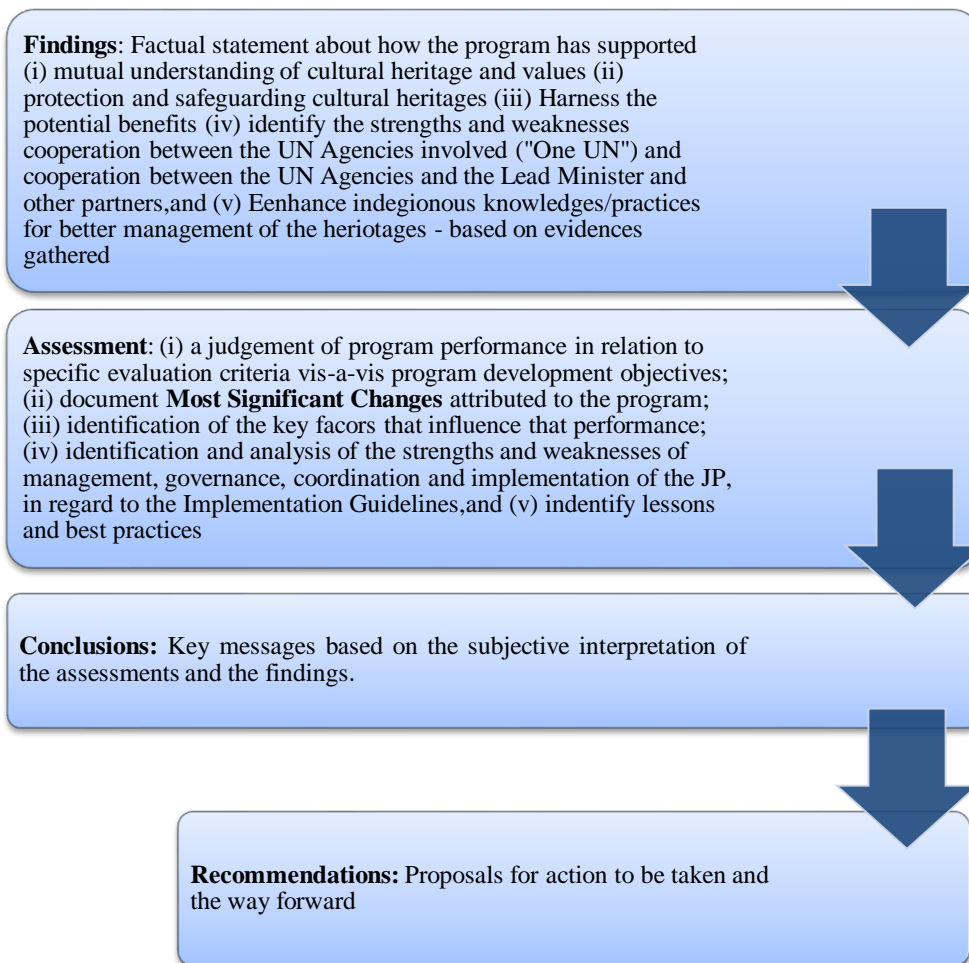 Findings: Factual statement about how the program has supported
(i) mutual understanding of cultural heritage and values (ii)
protection and safeguarding cultural heritages (iii) Harness the
potential benefits (iv) identify the strengths and weaknesses
cooperation between the UN Agencies involved ("One UN") and
cooperation between the UN Agencies and the Lead Minister and
other partners,and (v) Eenhance indegionous knowledges/practices
for better management of the heriotages - based on evidences
gathered
Assessment: (i) a judgement of program performance in relation to
specific evaluation criteria vis-a-vis program development objectives;
(ii) document Most Significant Changes attributed to the program;
(iii) identification of the key facors that influence that performance;
(iv) identification and analysis of the strengths and weaknesses of
management, governance, coordination and implementation of the JP,
in regard to the Implementation Guidelines,and (v) indentify lessons
and best practices
Conclusions: Key messages based on the subjective interpretation of
the assessments and the findings.
Recommendations: Proposals for action to be taken and
the way forward